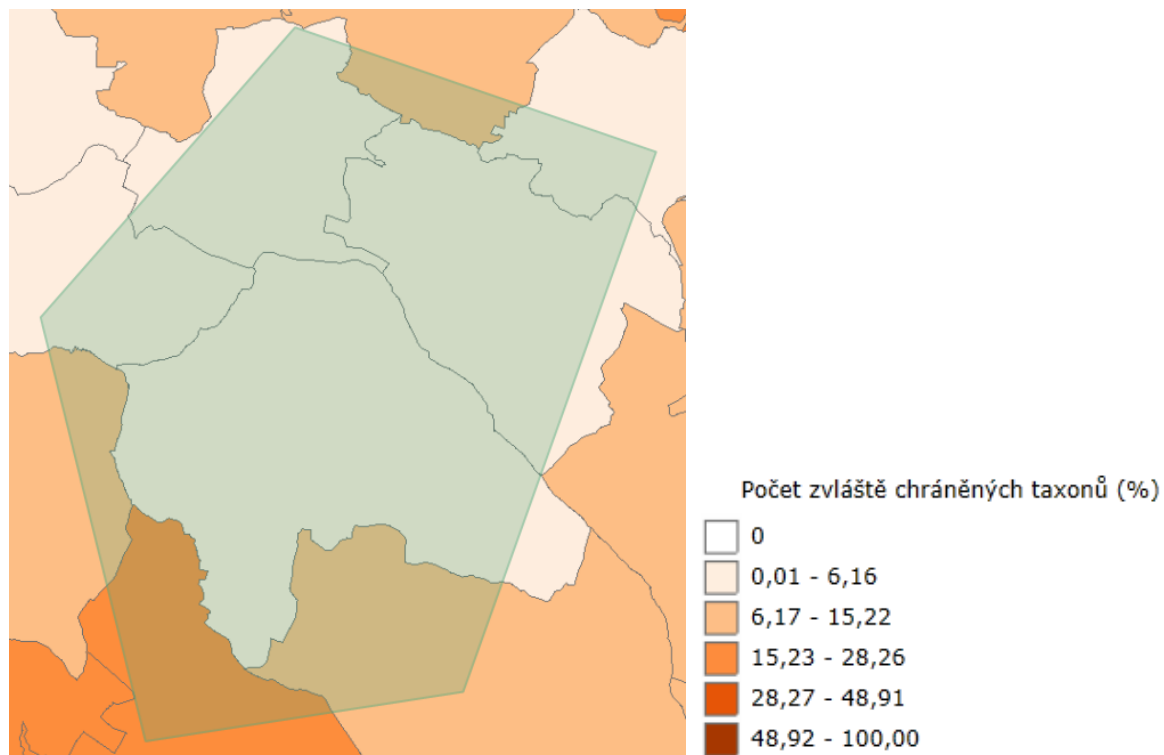 Počet zvláště chráněných taxonů (%)
0
0,01 - 6,16
6,17 - 15,22
15,23 - 28,26
28,27 - 48,91
48,92 - 100,00